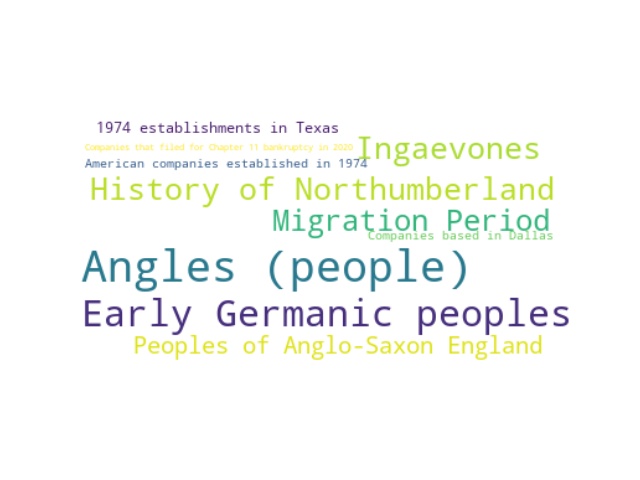 1974 establishments in Texas
Companies that filed for Chapter 11 bankruptcy in 2020
Ingaevones
American companies established in 1974
History of Northumberland
Migration Period
Companies based in Dallas
Angles (people)
Early Germanic peoples
Peoples of Anglo-Saxon England